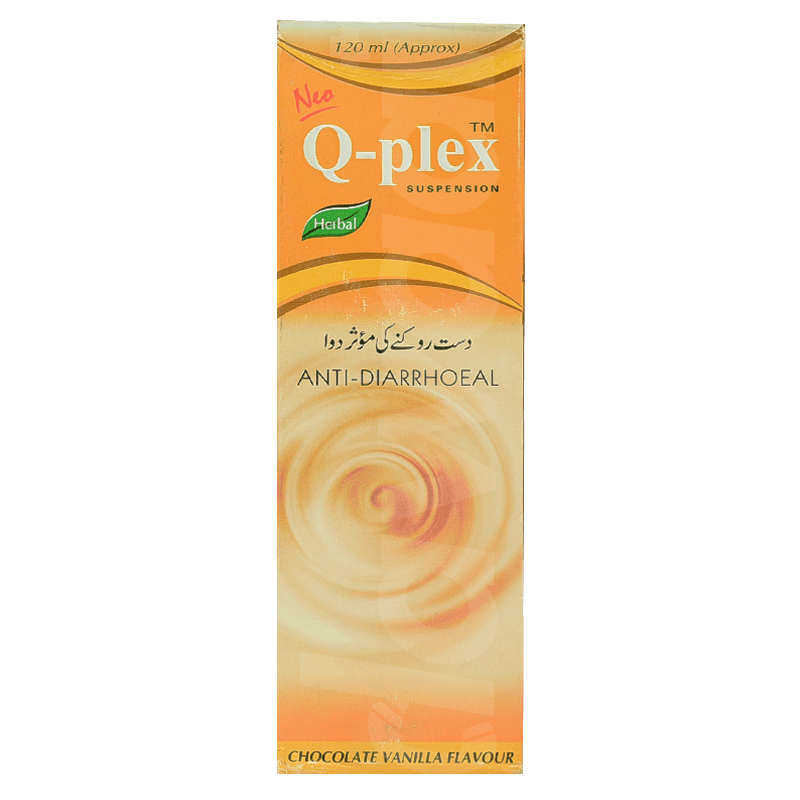 120 ml (Approx)
Neo
Q-plex™
SUSPENSION
Herbal
دست روکنے کی مؤثر دوا
ANTI-DIARRHOEAL
CHOCOLATE VANILLA FLAVOUR